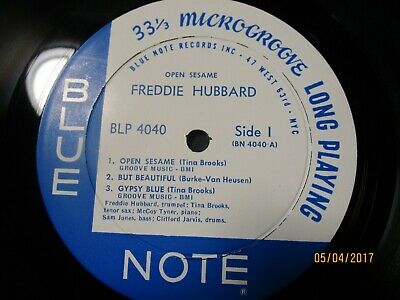 33⅓ MICROGROOVE LONG PLAYING
BLUE NOTE RECORDS INC • 47 WEST 63rd • NYC
OPEN SESAME
FREDDIE HUBBARD
BLP 4040
Side 1
(BN 4040-A)
1. OPEN SESAME (Tina Brooks)
GROOVE MUSIC - BMI
2. BUT BEAUTIFUL (Burke-Van Heusen)
3. GYPSY BLUE (Tina Brooks)
GROOVE MUSIC - BMI
Freddie Hubbard, trumpet; Tina Brooks,
tenor sax; McCoy Tyner, piano;
Sam Jones, bass; Clifford Jarvis, drums.
BLUE
NOTE
®
05/04/2017